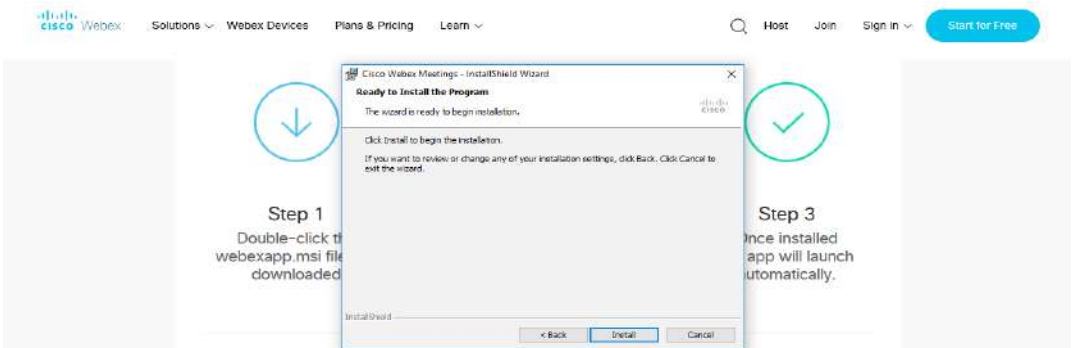 cisco Webex Solutions Webex Devices Plans & Pricing Learn Host Join Sign in Start for Free
Cisco Webex Meetings - InstallShield Wizard
Ready to Install the Program
The wizard is ready to begin installation.
cisco
Click Install to begin the installation.
If you want to review or change any of your installation settings, click Back. Click Cancel to
exit the wizard.
InstallShield
< Back Install Cancel
Step 1
Double-click th
webexapp.msi file
downloaded
Step 3
Once installed
app will launch
utomatically.